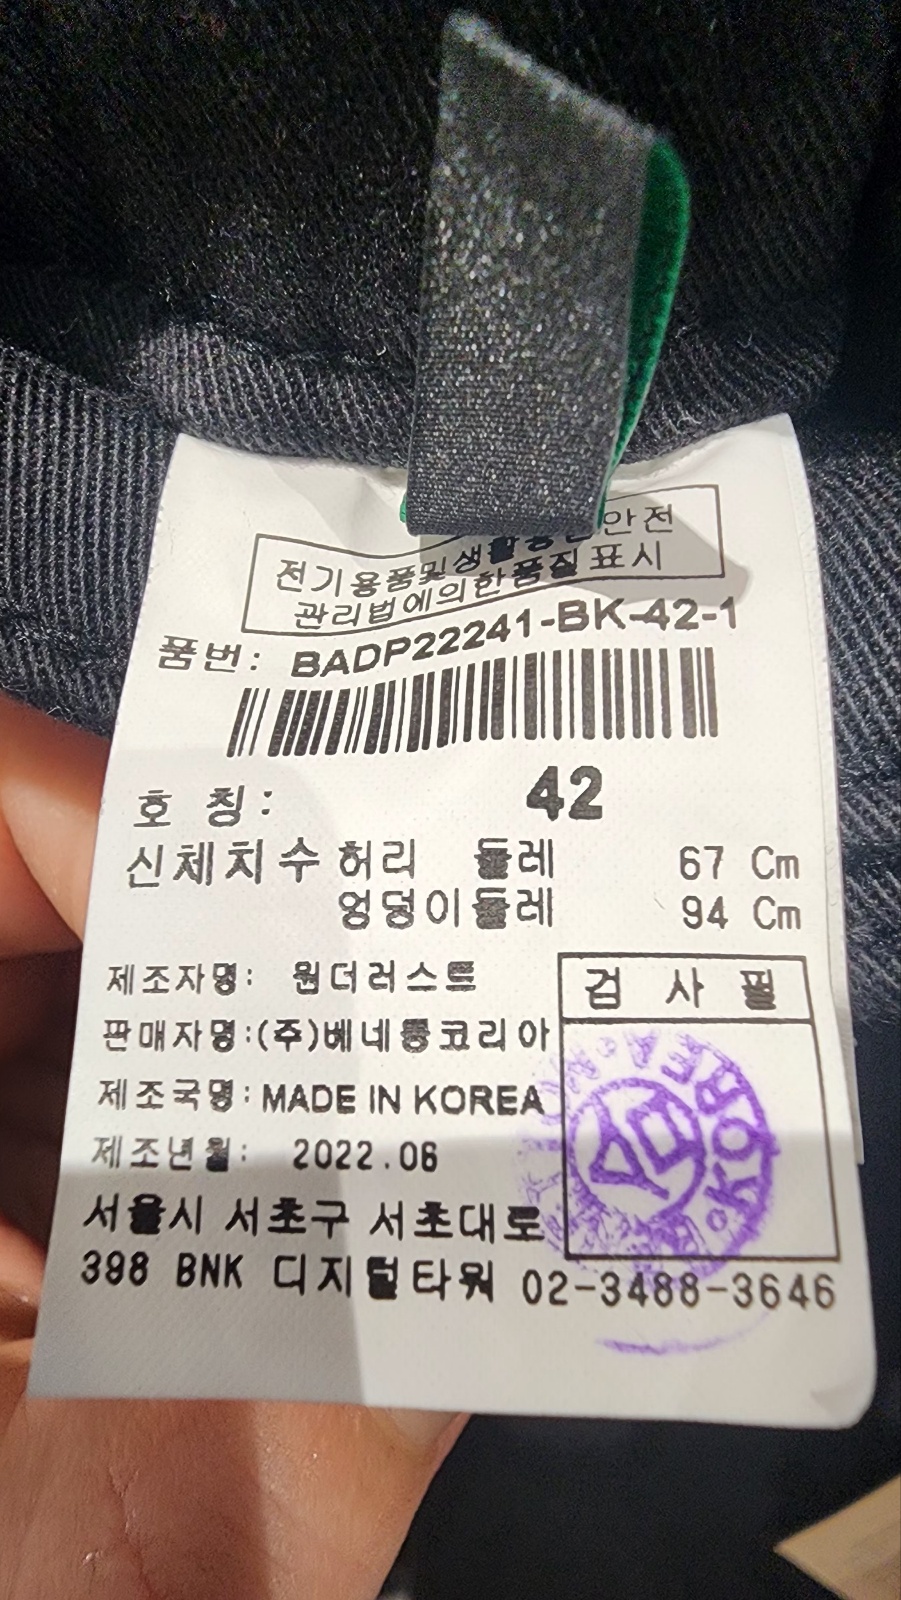 전기용품및생활용품안전
관리법에의한품질표시
품번: BADP22241-BK-42-1
호 칭: 42
신체치수 허리 둘레 67 Cm
엉덩이둘레 94 Cm
제조자명: 원더러스트
판매자명:(주)베네통코리아
제조국명: MADE IN KOREA
제조년월: 2022.06
서울시 서초구 서초대로
398 BNK 디지털타워 02-3488-3646
검 사 필
KOREA